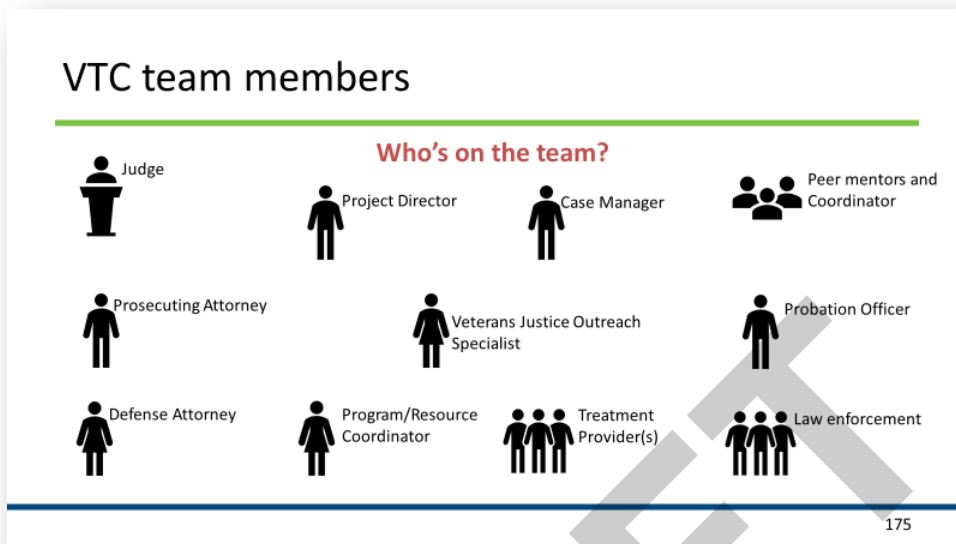 VTC team members
Who's on the team?
Judge
Project Director
Case Manager
Peer mentors and
Coordinator
Prosecuting Attorney
Veterans Justice Outreach
Specialist
Probation Officer
Defense Attorney
Program/Resource
Coordinator
Treatment
Provider(s)
Law enforcement
175